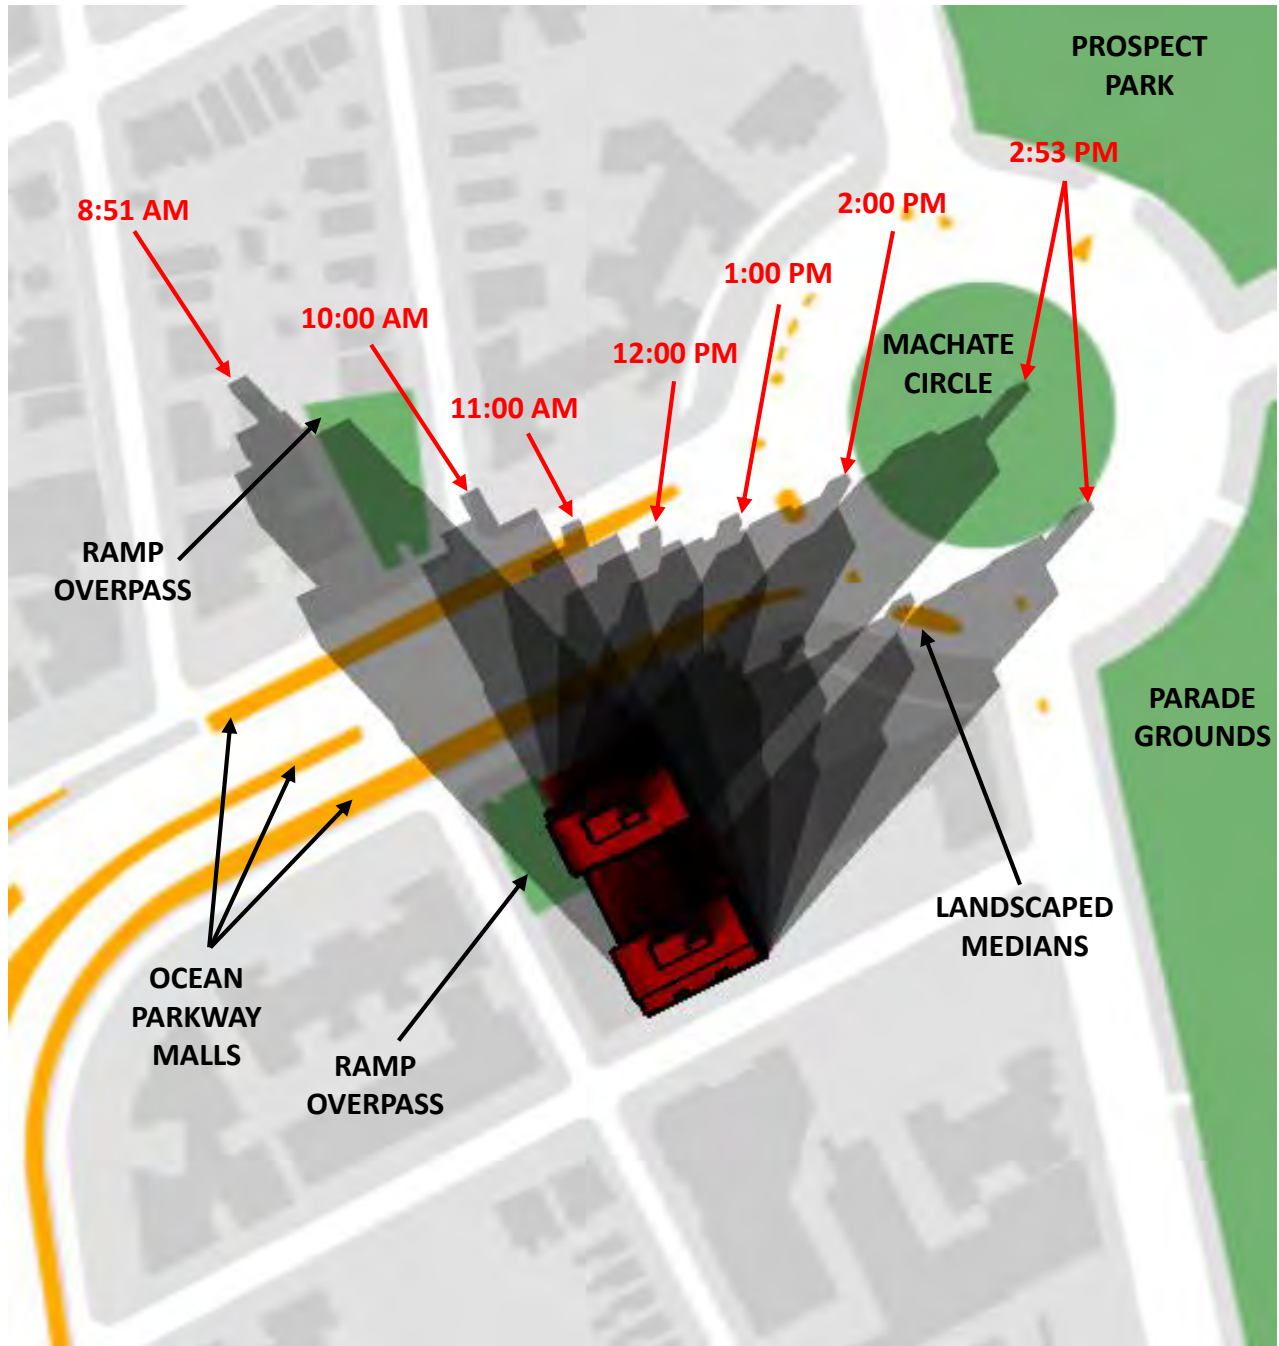 PROSPECT
PARK
2:53 PM
8:51 AM
2:00 PM
1:00 PM
10:00 AM
12:00 PM
MACHATE
CIRCLE
11:00 AM
RAMP
OVERPASS
PARADE
GROUNDS
LANDSCAPED
MEDIANS
OCEAN
PARKWAY
MALLS
RAMP
OVERPASS